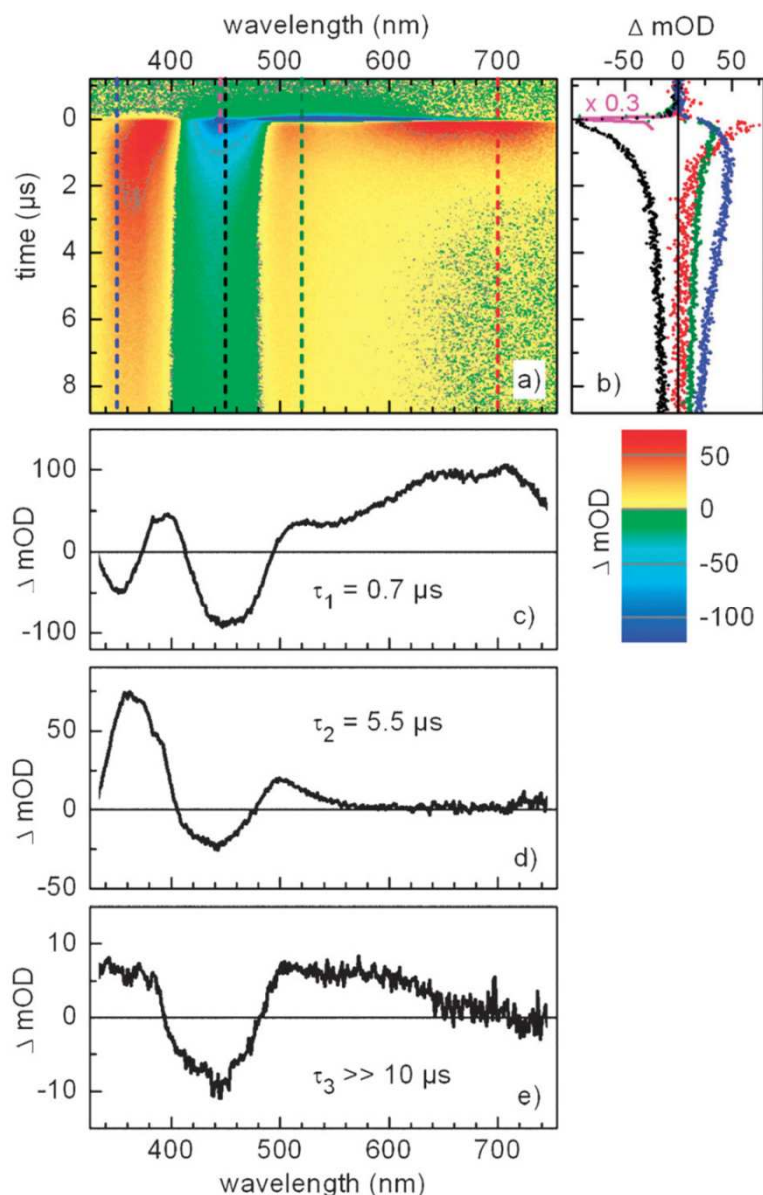 wavelength (nm)
400 500 600 700
Δ mOD
-50 0 50
time (µs)
0
2
4
6
8
a)
x 0.3
b)
Δ mOD
100
0
-100
τ1 = 0.7 µs
c)
Δ mOD
50
0
-50
-100
Δ mOD
50
0
-50
τ2 = 5.5 µs
d)
Δ mOD
10
0
-10
τ3 >> 10 µs
e)
400 500 600 700
wavelength (nm)